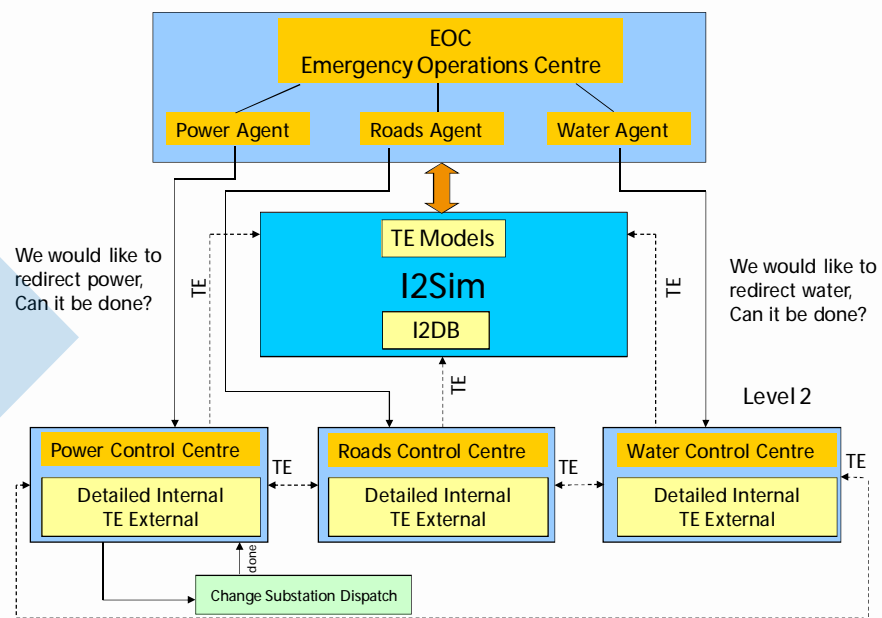 EOC
Emergency Operations Centre
Power Agent
Roads Agent
Water Agent
We would like to
redirect power,
Can it be done?
TE
TE Models
I2Sim
I2DB
TE
We would like to
redirect water,
Can it be done?
TE
Level 2
Power Control Centre
Detailed Internal
TE External
TE
Roads Control Centre
Detailed Internal
TE External
TE
Water Control Centre
Detailed Internal
TE External
TE
done
Change Substation Dispatch